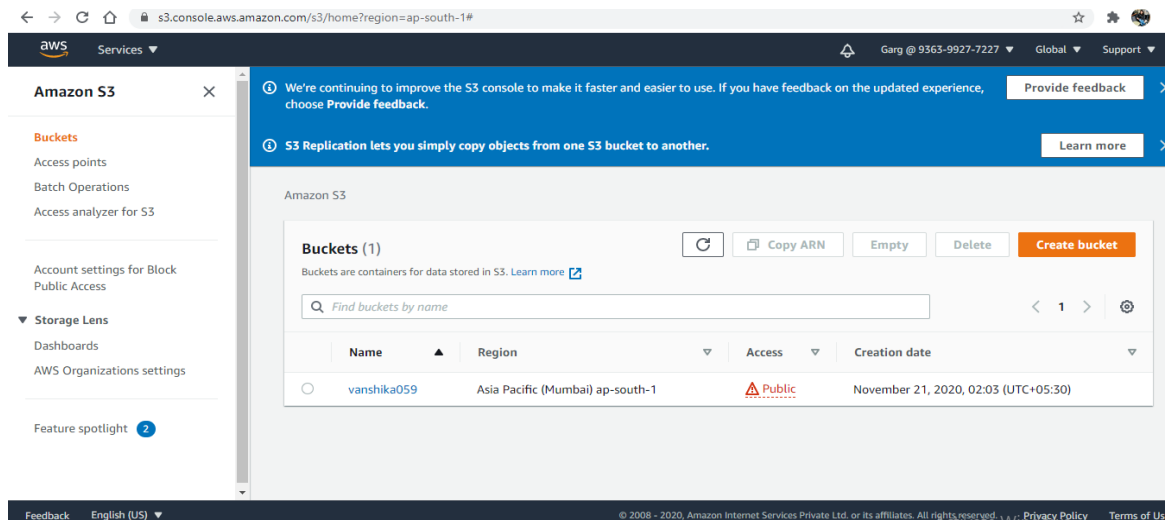 s3.console.aws.amazon.com/s3/home?region=ap-south-1#
aws Services ▼ Garg @ 9363-9927-7227 ▼ Global ▼ Support ▼
Amazon S3
Buckets
Access points
Batch Operations
Access analyzer for S3
Account settings for Block
Public Access
▼ Storage Lens
Dashboards
AWS Organizations settings
Feature spotlight 2
We're continuing to improve the S3 console to make it faster and easier to use. If you have feedback on the updated experience,
choose Provide feedback.
Provide feedback
S3 Replication lets you simply copy objects from one S3 bucket to another.
Learn more
Amazon S3
Buckets (1)
Copy ARN Empty Delete Create bucket
Buckets are containers for data stored in S3. Learn more
Find buckets by name
1
Name ▲ Region Access Creation date
vanshika059 Asia Pacific (Mumbai) ap-south-1 Public November 21, 2020, 02:03 (UTC+05:30)
Feedback English (US) ▼ © 2008 - 2020, Amazon Internet Services Private Ltd. or its affiliates. All rights reserved. Privacy Policy Terms of Us